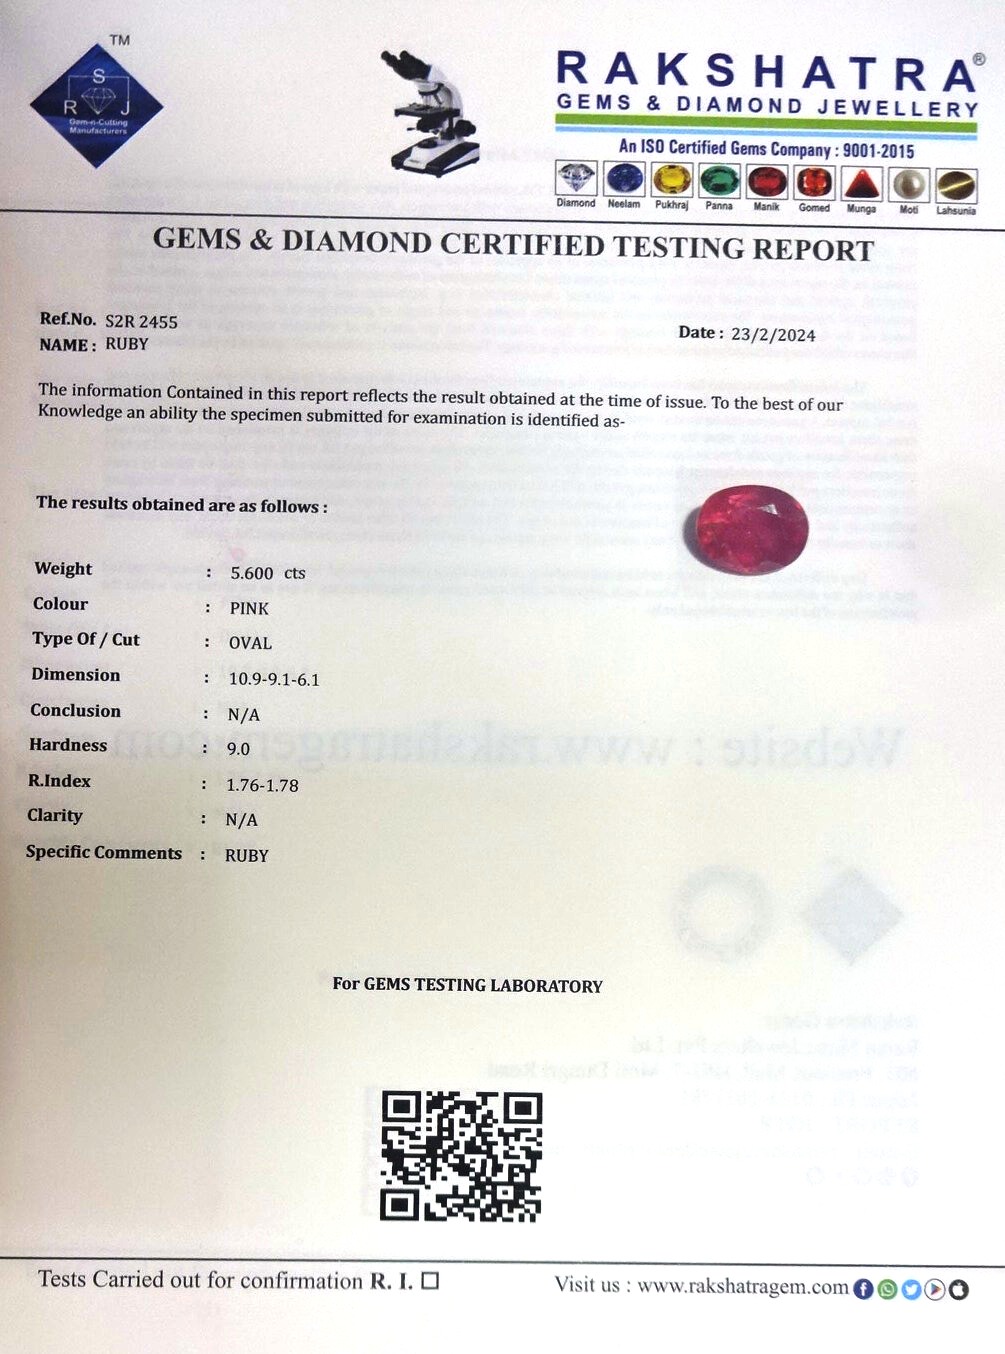 TM
S
R J
Gem-n-Cutting
Manufacturers
RAKSHATRA®
GEMS & DIAMOND JEWELLERY
An ISO Certified Gems Company : 9001-2015
Diamond Neelam Pukhraj Panna Manik Gomed Munga Moti Lahsunia
GEMS & DIAMOND CERTIFIED TESTING REPORT
Ref.No. S2R 2455
NAME : RUBY
Date : 23/2/2024
The information Contained in this report reflects the result obtained at the time of issue. To the best of our
Knowledge an ability the specimen submitted for examination is identified as-
The results obtained are as follows :
Weight : 5.600 cts
Colour : PINK
Type Of / Cut : OVAL
Dimension : 10.9-9.1-6.1
Conclusion : N/A
Hardness : 9.0
R.Index : 1.76-1.78
Clarity : N/A
Specific Comments : RUBY
Website : www.rakshatragem.com
For GEMS TESTING LABORATORY
Tests Carried out for confirmation R. I. ☐
Visit us : www.rakshatragem.com